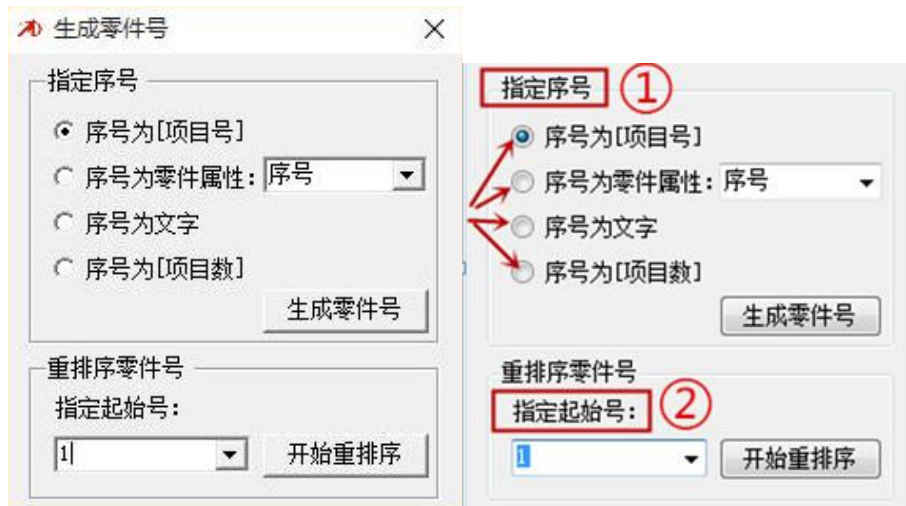 生成零件号
指定序号
序号为[项目号]
序号为零件属性: 序号
序号为文字
序号为[项目数]
生成零件号
重排序零件号
指定起始号:
1 开始重排序
指定序号 ①
序号为[项目号]
序号为零件属性: 序号
序号为文字
序号为[项目数]
生成零件号
重排序零件号
指定起始号: ②
1 开始重排序